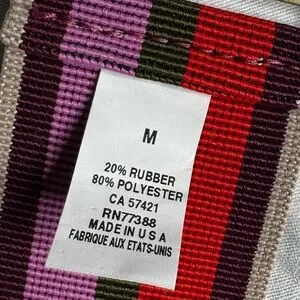 M
20% RUBBER
80% POLYESTER
CA 57421
RN77388
MADE IN U S A
FABRIQUE AUX ETATS-UNIS